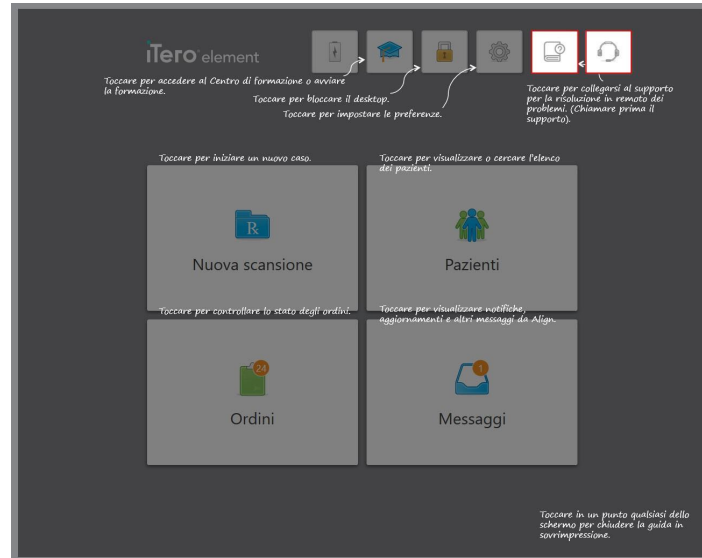 iTero element
Toccare per accedere al Centro di formazione o avviare
la formazione.
Toccare per bloccare il desktop.
Toccare per impostare le preferenze.
Toccare per collegarsi al supporto
per la risoluzione in remoto dei
problemi. (Chiamare prima il
supporto).
Toccare per iniziare un nuovo caso.
Toccare per visualizzare o cercare l'elenco
dei pazienti.
R
Nuova scansione
Pazienti
Toccare per controllare lo stato degli ordini.
Toccare per visualizzare notifiche,
aggiornamenti e altri messaggi da Align.
24
1
Ordini
Messaggi
Toccare in un punto qualsiasi dello
schermo per chiudere la guida in
sovrimpressione.